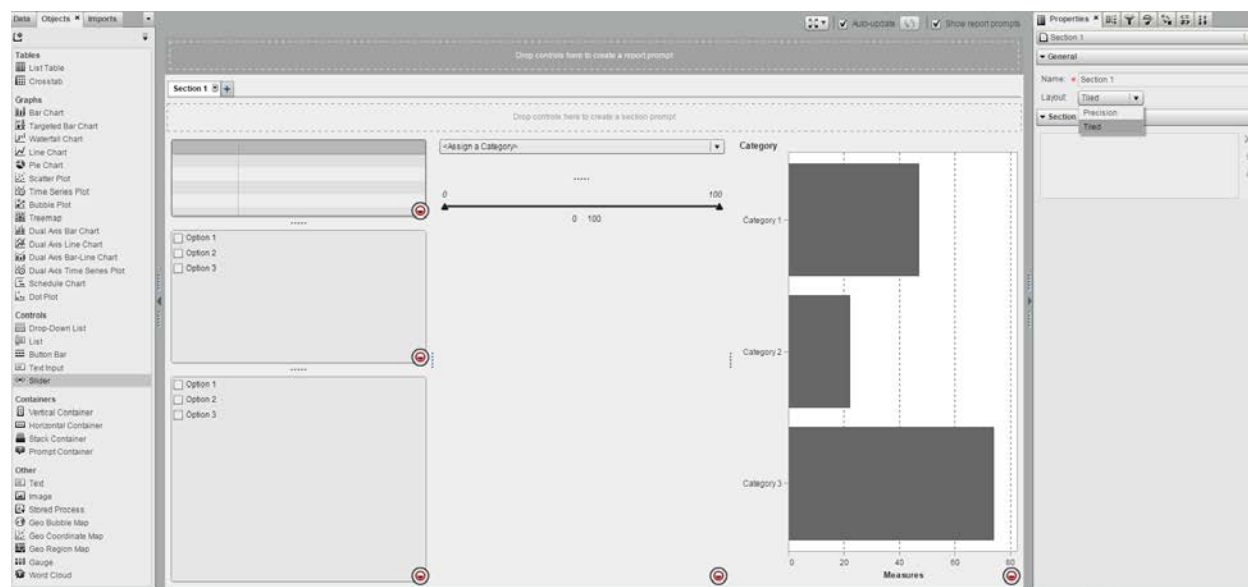 Data Objects × Imports
Tables
List Table
Crosstab
Graphs
Bar Chart
Targeted Bar Chart
Waterfall Chart
Line Chart
Pie Chart
Scatter Plot
Time Series Plot
Bubble Plot
Treemap
Dual Axis Bar Chart
Dual Axis Line Chart
Dual Axis Bar-Line Chart
Dual Axis Time Series Plot
Schedule Chart
Dot Plot
Controls
Drop-Down List
List
Button Bar
Text Input
Slider
Containers
Vertical Container
Horizontal Container
Stack Container
Prompt Container
Other
Text
Image
Stored Process
Geo Bubble Map
Geo Coordinate Map
Geo Region Map
Gauge
Word Cloud
Auto-update Show report prompts
Drop controls here to create a report prompt
Section 1 +
Drop controls here to create a section prompt
Option 1
Option 2
Option 3
Option 1
Option 2
Option 3
<Assign a Category>
0 100
0 100
Category
Category 1
Category 2
Category 3
0 20 40 60 80
Measures
Properties ×
Section 1
General
Name: * Section 1
Layout: Tiled
Precision
Tiled
Section